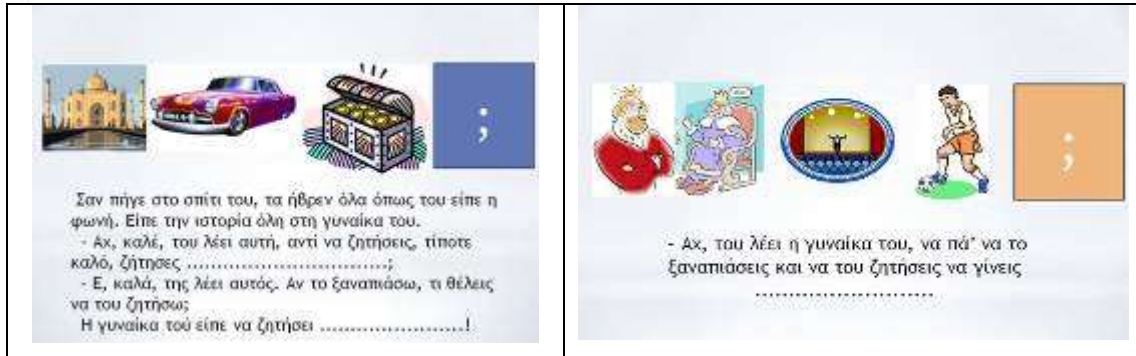 ;
Σαν πήγε στο σπίτι του, τα ήβρεν όλα όπως του είπε η
φωνή. Είπε την ιστορία όλη στη γυναίκα του.
- Αχ, καλέ, του λέει αυτή, αντί να ζητήσεις, τίποτε
καλό, ζήτησες ................................;
- Ε, καλά, της λέει αυτός. Αν το ξαναπιάσω, τι θέλεις
να του ζητήσω;
Η γυναίκα τού είπε να ζητήσει .......................!
;
- Αχ, του λέει η γυναίκα του, να πά' να το
ξαναπιάσεις και να του ζητήσεις να γίνεις
...........................